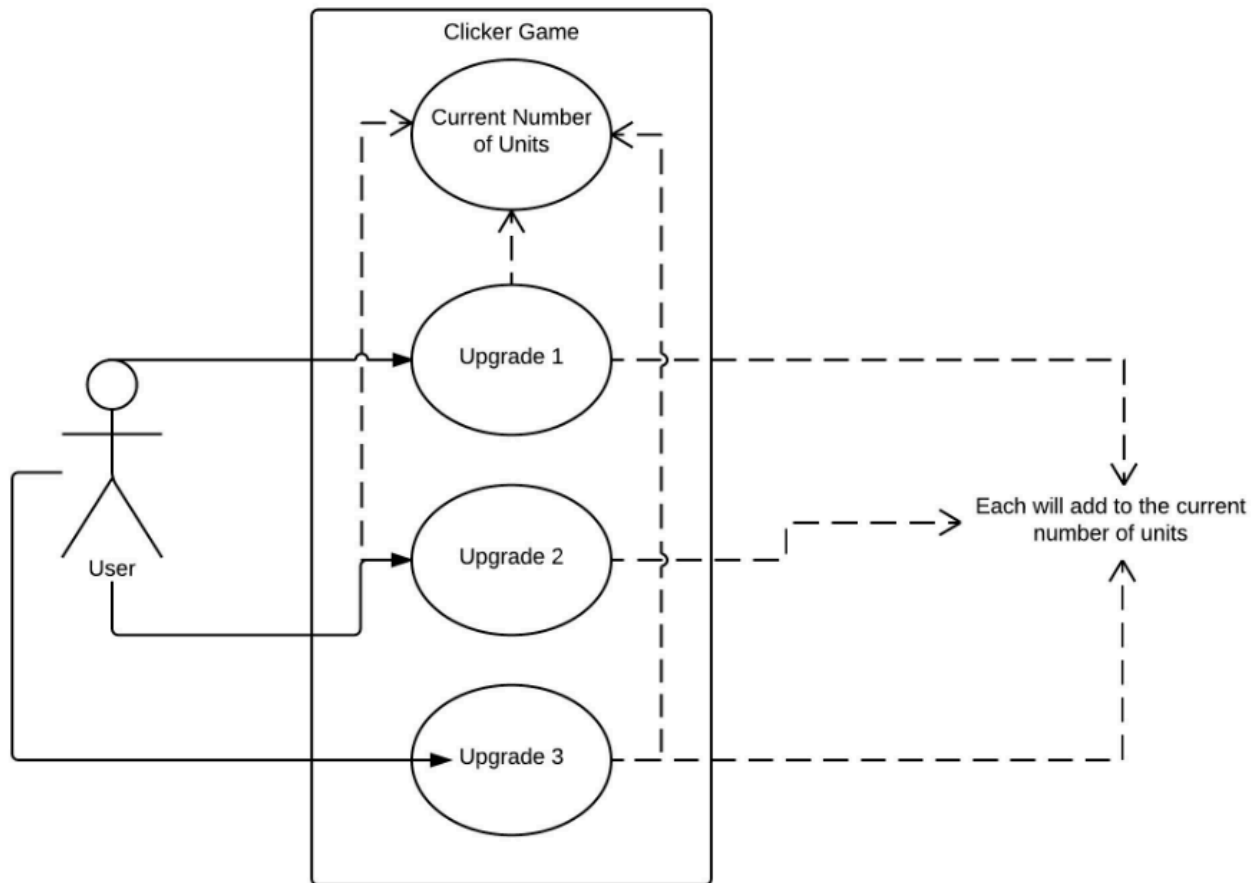 Clicker Game
Current Number
of Units
Upgrade 1
Each will add to the current
number of units
Upgrade 2
User
Upgrade 3